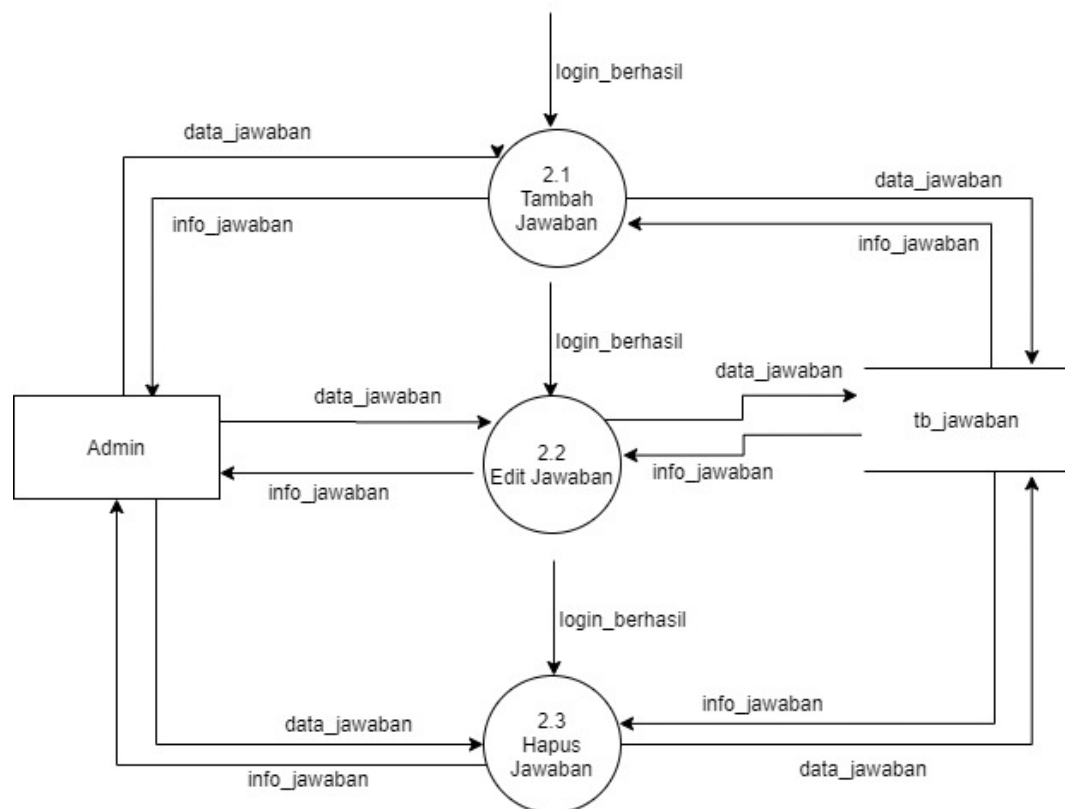 login_berhasil
data_jawaban
2.1
Tambah
Jawaban
data_jawaban
info_jawaban
info_jawaban
login_berhasil
data_jawaban
data_jawaban
Admin
2.2
Edit Jawaban
tb_jawaban
info_jawaban
info_jawaban
login_berhasil
info_jawaban
2.3
Hapus
Jawaban
data_jawaban
info_jawaban
data_jawaban